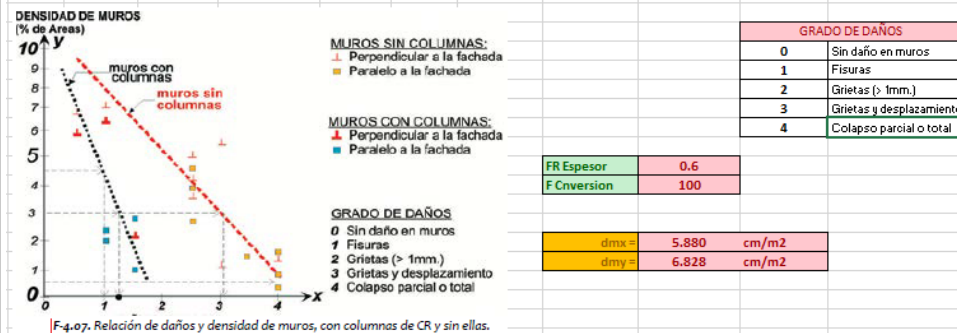 DENSIDAD DE MUROS
(% de Areas)
y
10
9
8
7
6
5
4
3
2
1
0
muros con
columnas
muros sin
columnas
0 1 2 3 4 x
MUROS SIN COLUMNAS:
Perpendicular a la fachada
Paralelo a la fachada
MUROS CON COLUMNAS:
Perpendicular a la fachada
Paralelo a la fachada
GRADO DE DAÑOS
0 Sin daño en muros
1 Fisuras
2 Grietas (> 1mm.)
3 Grietas y desplazamiento
4 Colapso parcial o total
F-4.07. Relación de daños y densidad de muros, con columnas de CR y sin ellas.
GRADO DE DAÑOS
0 Sin daño en muros
1 Fisuras
2 Grietas (> 1mm.)
3 Grietas y desplazamiento
4 Colapso parcial o total
FR Espesor 0.6
F Cnversion 100
dmx = 5.880 cm/m2
dmy = 6.828 cm/m2